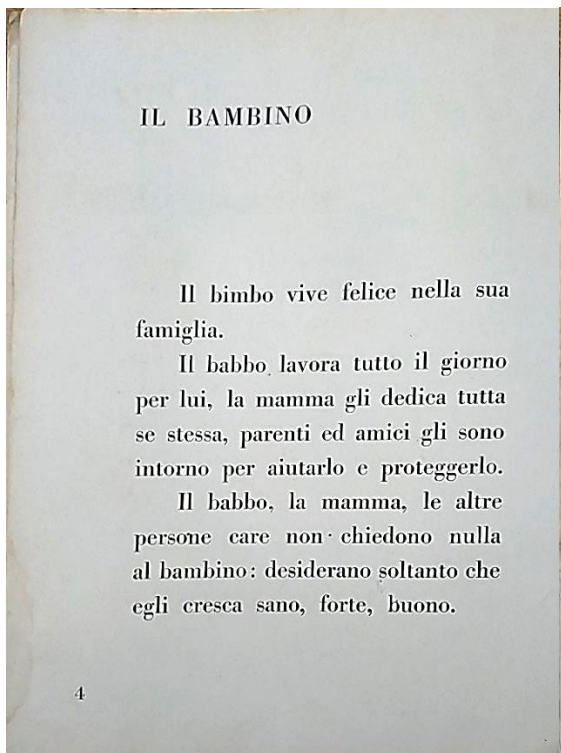 IL BAMBINO
Il bimbo vive felice nella sua
famiglia.
Il babbo lavora tutto il giorno
per lui, la mamma gli dedica tutta
se stessa, parenti ed amici gli sono
intorno per aiutarlo e proteggerlo.
Il babbo, la mamma, le altre
persone care non chiedono nulla
al bambino: desiderano soltanto che
egli cresca sano, forte, buono.
4